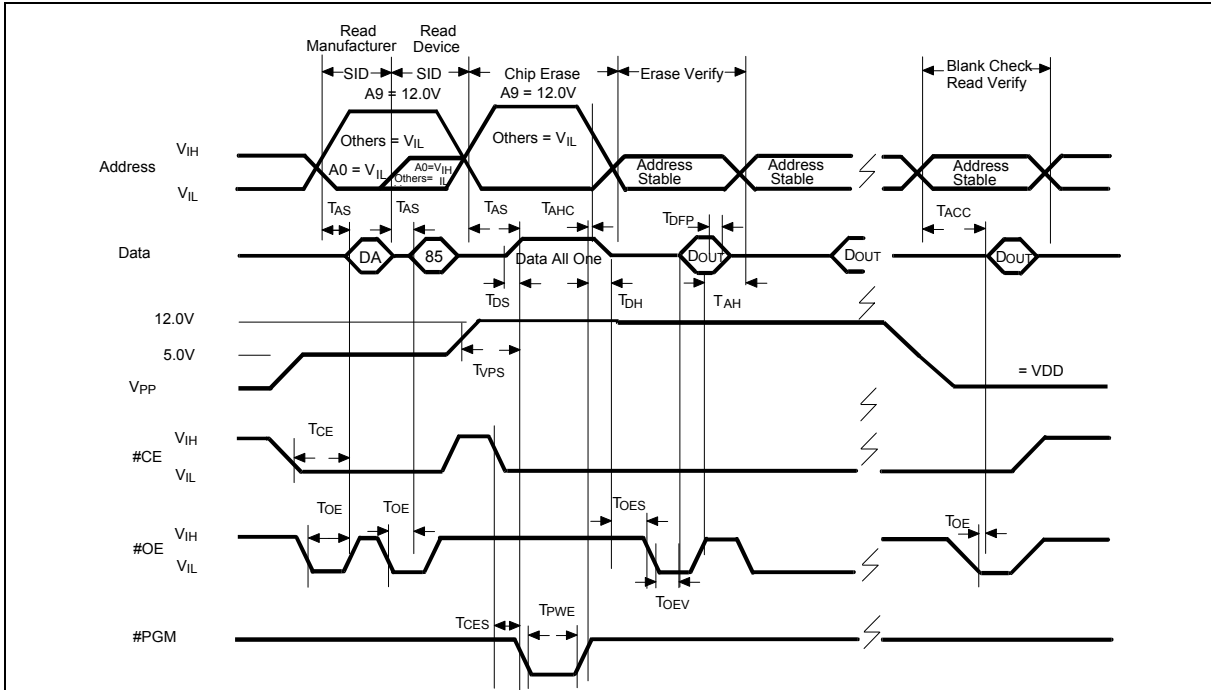 Read Manufacturer
Read Device
SID
SID
Chip Erase
Erase Verify
Blank Check
Read Verify
A9 = 12.0V
A9 = 12.0V
Others = VIL
Others = VIL
Address
VIH
VIL
A0 = VIL
A0=VIH
Others= IL
Address Stable
Address Stable
Address Stable
TAS
TAS
TAS
TAHC
TDFP
TACC
Data
DA
85
Data All One
DOUT
DOUT
DOUT
TDS
TDH
TAH
12.0V
5.0V
VPP
TVPS
= VDD
#CE
VIH
VIL
TCE
#OE
VIH
VIL
TOE
TOE
TOES
TOE
TOEV
#PGM
TCES
TPWE